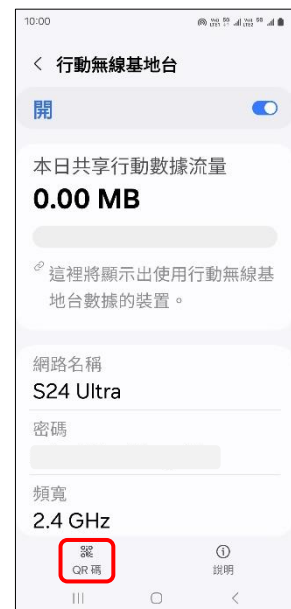 10:00
行動無線基地台
開
本日共享行動數據流量
0.00 MB
這裡將顯示出使用行動無線基
地台數據的裝置。
網路名稱
S24 Ultra
密碼
頻寬
2.4 GHz
QR 碼
說明